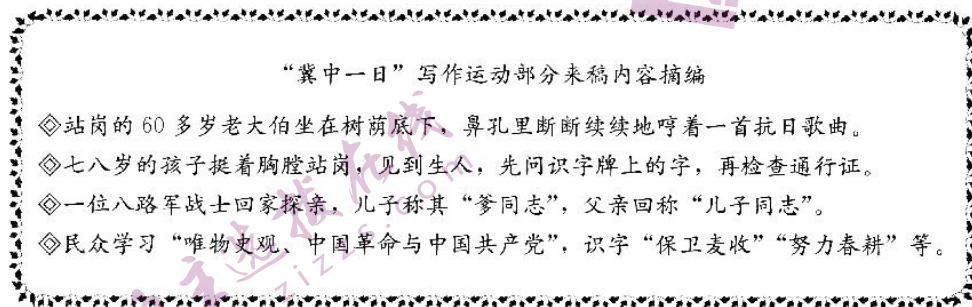 “冀中一日”写作运动部分来稿内容摘编
◈站岗的 60 多岁老大伯坐在树荫底下，鼻孔里断断续续地哼着一首抗日歌曲。
◈七八岁的孩子挺着胸膛站岗，见到生人，先问识字牌上的字，再检查通行证。
◈一位八路军战士回家探亲，儿子称其“爹同志”，父亲回称“儿子同志”。
◈民众学习“唯物史观、中国革命与中国共产党”，识字“保卫麦收”“努力春耕”等。